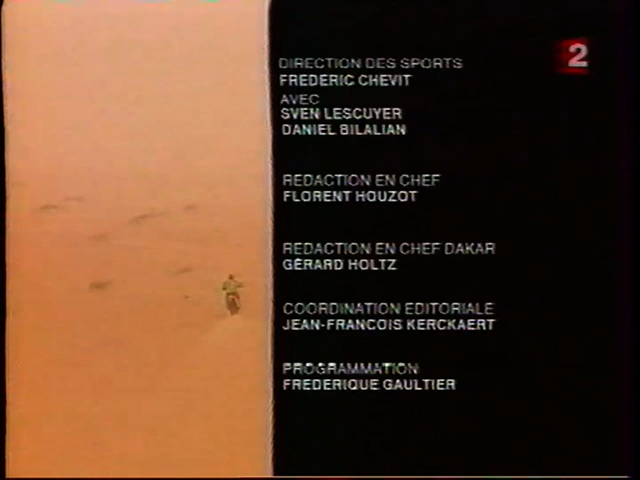 2
DIRECTION DES SPORTS
FREDERIC CHEVIT
AVEC
SVEN LESCUYER
DANIEL BILALIAN
REDACTION EN CHEF
FLORENT HOUZOT
REDACTION EN CHEF DAKAR
GÉRARD HOLTZ
COORDINATION EDITORIALE
JEAN-FRANCOIS KERCKAERT
PROGRAMMATION
FREDERIQUE GAULTIER